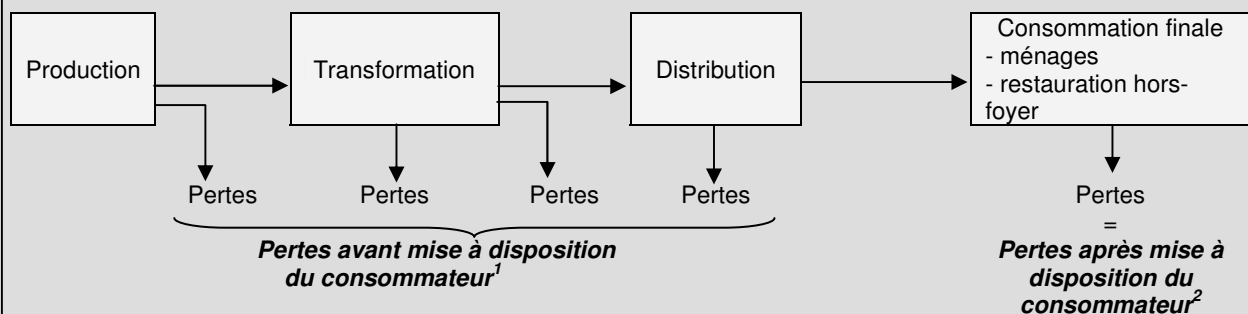 Production
Transformation
Distribution
Consommation finale
- ménages
- restauration hors-
foyer
Pertes
Pertes
Pertes
Pertes
Pertes
=
Pertes avant mise à disposition
du consommateur1
Pertes après mise à
disposition du
consommateur2